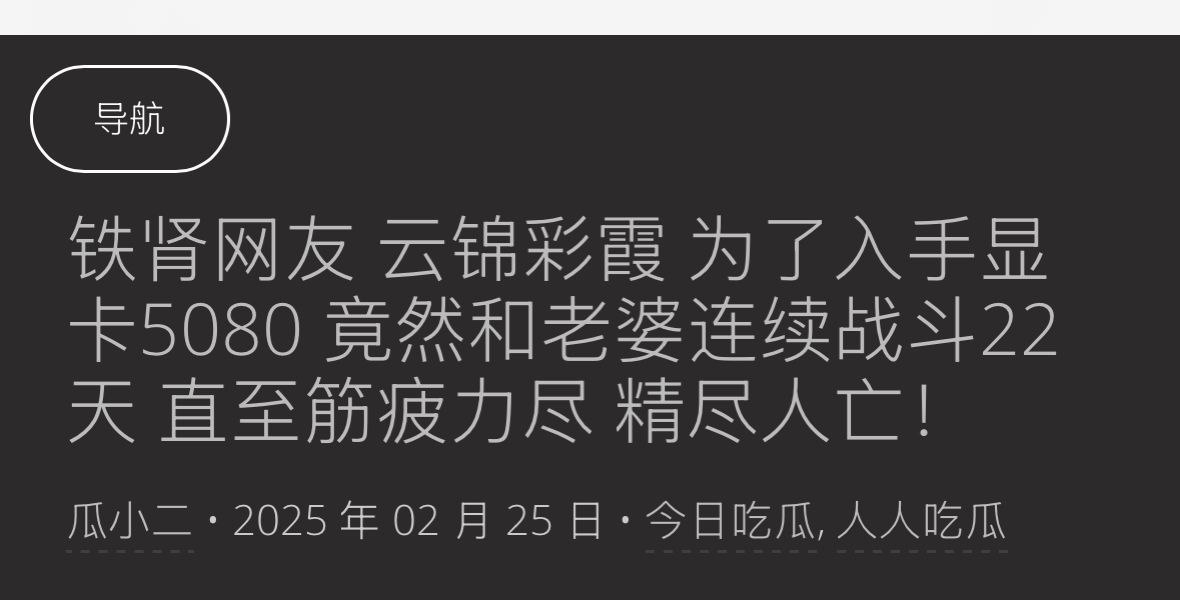 导航
铁肾网友 云锦彩霞 为了入手显
卡5080 竟然和老婆连续战斗22
天 直至筋疲力尽 精尽人亡！
瓜小二 • 2025 年 02 月 25 日 • 今日吃瓜, 人人吃瓜